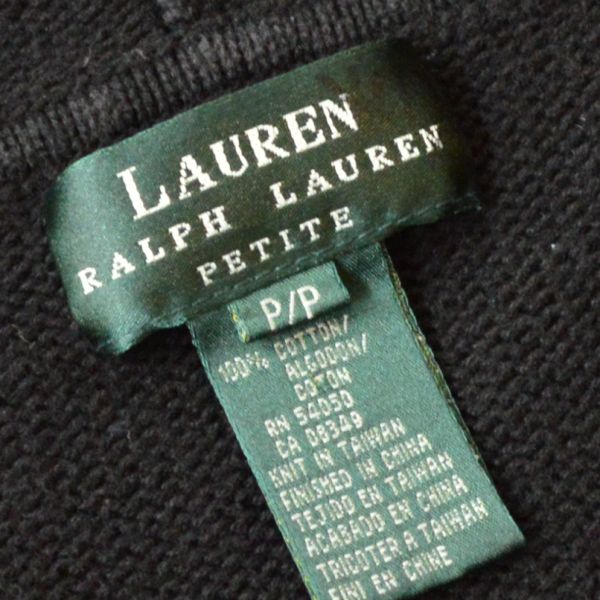 LAUREN
RALPH LAUREN
PETITE
P/P
100% COTTON/
ALGODON/
COTON
RN 54050
CA 08349
KNIT IN TAIWAN
FINISHED IN CHINA
TEJIDO EN TAIWAN
ACABADO EN CHINA
TRICOTER A TAIWAN
FINI EN CHINE